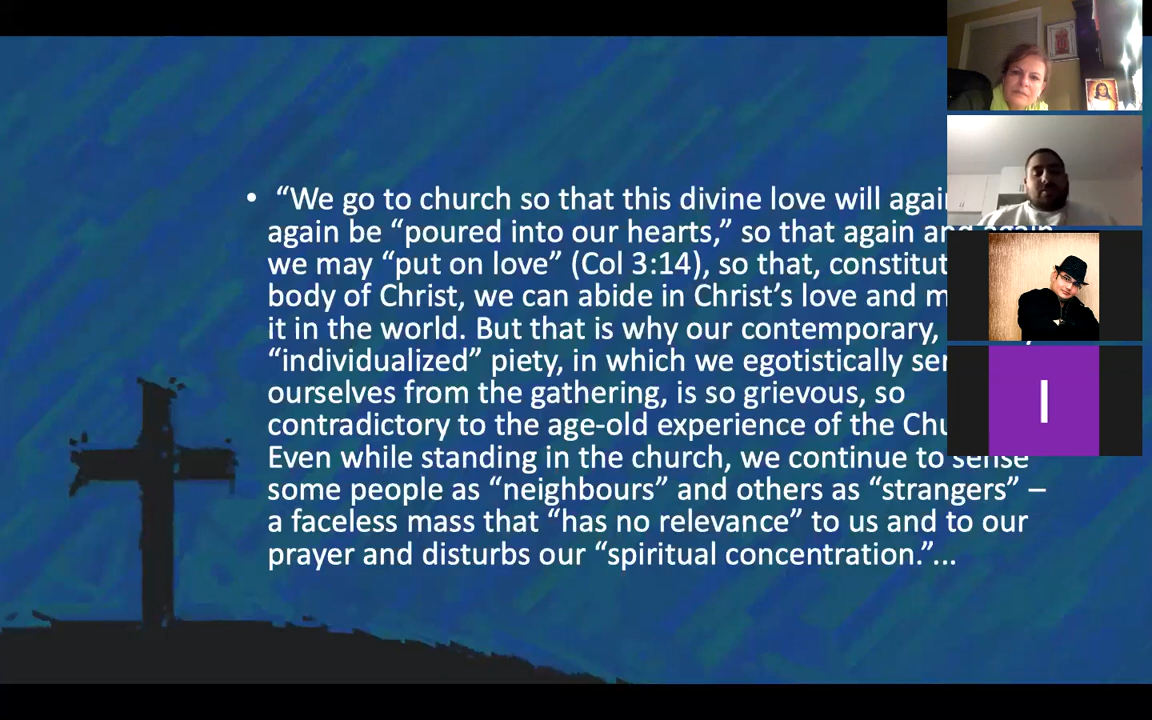 • “We go to church so that this divine love will again
again be “poured into our hearts,” so that again and again
we may “put on love” (Col 3:14), so that, constitut
body of Christ, we can abide in Christ’s love and m
it in the world. But that is why our contemporary,
“individualized” piety, in which we egotistically
ourselves from the gathering, is so grievous, so
contradictory to the age-old experience of the
Even while standing in the church, we continue to sense
some people as “neighbours” and others as “strangers” –
a faceless mass that “has no relevance” to us and to our
prayer and disturbs our “spiritual concentration.”...
I